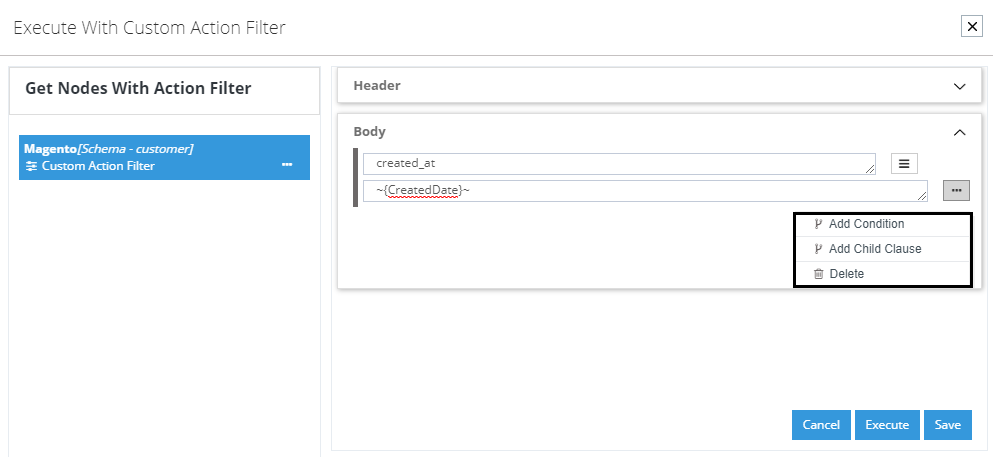 Execute With Custom Action Filter
Get Nodes With Action Filter
Magento[Schema - customer]
Custom Action Filter
Header
Body
created_at
~{CreatedDate}~
Add Condition
Add Child Clause
Delete
Cancel Execute Save